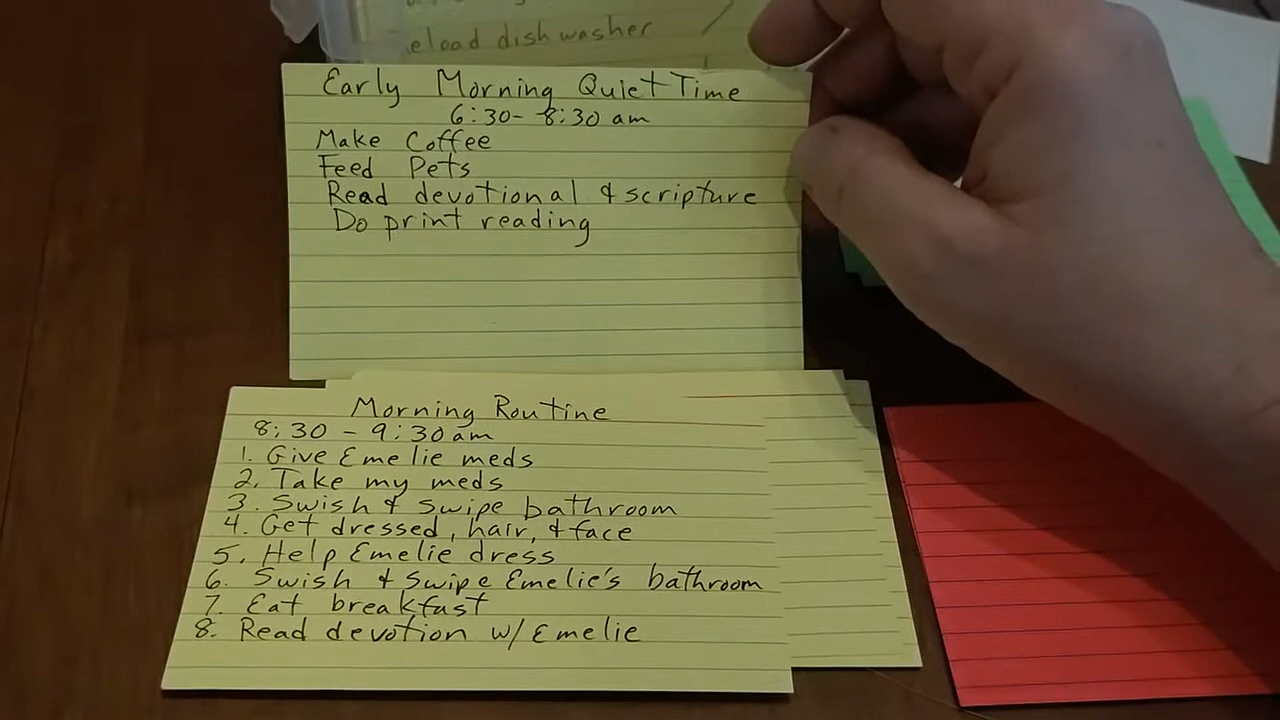 eload dishwasher
Early Morning Quiet Time
6:30- 8:30 am
Make Coffee
Feed Pets
Read devotional & scripture
Do print reading
Morning Routine
8:30 - 9:30 am
1. Give Emelie meds
2. Take my meds
3. Swish & Swipe bathroom
4. Get dressed, hair, & face
5. Help Emelie dress
6. Swish & Swipe Emelie's bathroom
7. Eat breakfast
8. Read devotion w/ Emelie